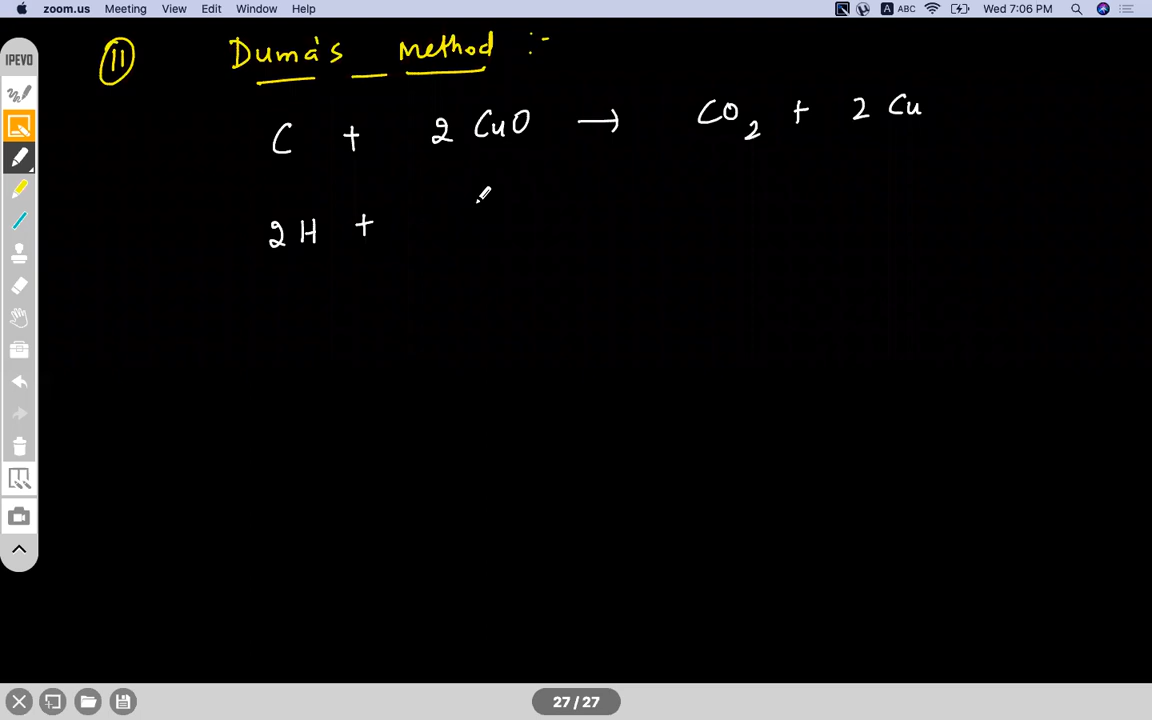 zoom.us Meeting View Edit Window Help ABC Wed 7:06 PM
IPEVO
11 Duma's Method :-
C + 2 CuO → CO2 + 2 Cu
2 H +
27 / 27